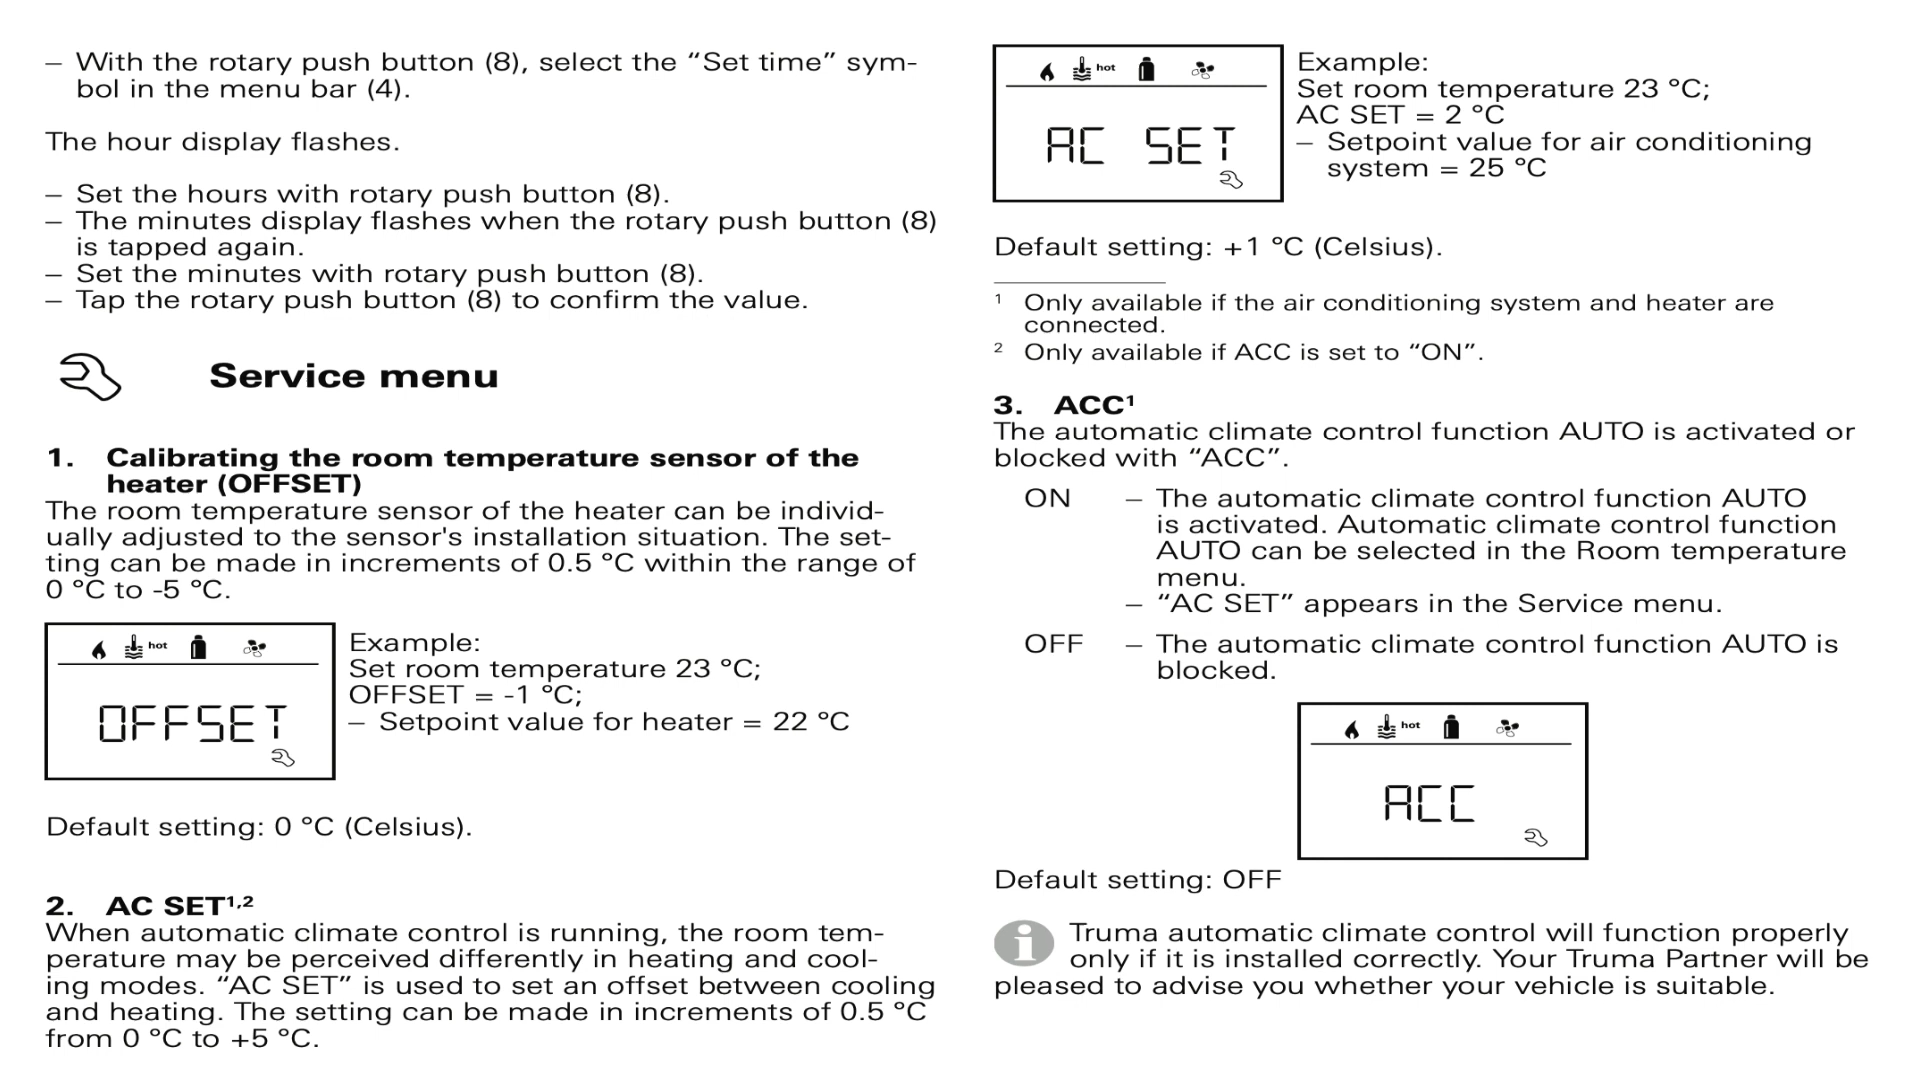 – With the rotary push button (8), select the “Set time” sym-
bol in the menu bar (4).
The hour display flashes.
– Set the hours with rotary push button (8).
– The minutes display flashes when the rotary push button (8)
is tapped again.
– Set the minutes with rotary push button (8).
– Tap the rotary push button (8) to confirm the value.
Service menu
1. Calibrating the room temperature sensor of the
heater (OFFSET)
The room temperature sensor of the heater can be individ-
ually adjusted to the sensor's installation situation. The set-
ting can be made in increments of 0.5 °C within the range of
0 °C to -5 °C.
hot
OFFSET
Example:
Set room temperature 23 °C;
OFFSET = -1 °C;
– Setpoint value for heater = 22 °C
Default setting: 0 °C (Celsius).
2. AC SET¹,²
When automatic climate control is running, the room tem-
perature may be perceived differently in heating and cool-
ing modes. “AC SET” is used to set an offset between cooling
and heating. The setting can be made in increments of 0.5 °C
from 0 °C to +5 °C.
hot
AC SET
Example:
Set room temperature 23 °C;
AC SET = 2 °C
– Setpoint value for air conditioning
system = 25 °C
Default setting: +1 °C (Celsius).
¹ Only available if the air conditioning system and heater are
connected.
² Only available if ACC is set to “ON”.
3. ACC¹
The automatic climate control function AUTO is activated or
blocked with “ACC”.
ON – The automatic climate control function AUTO
is activated. Automatic climate control function
AUTO can be selected in the Room temperature
menu.
– “AC SET” appears in the Service menu.
OFF – The automatic climate control function AUTO is
blocked.
hot
ACC
Default setting: OFF
i Truma automatic climate control will function properly
only if it is installed correctly. Your Truma Partner will be
pleased to advise you whether your vehicle is suitable.